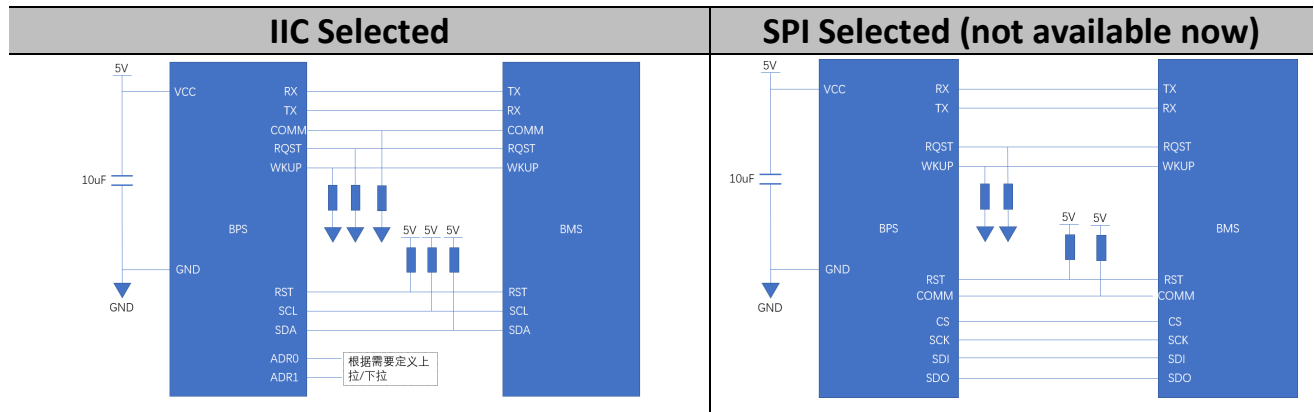 IIC Selected
SPI Selected (not available now)
5V
VCC
RX
TX
COMM
RQST
WKUP
TX
RX
COMM
RQST
WKUP
10uF
5V 5V 5V
BPS
BMS
GND
GND
RST
SCL
SDA
RST
SCL
SDA
ADR0
ADR1
根据需要定义上
拉/下拉
5V
VCC
RX
TX
RQST
WKUP
TX
RX
RQST
WKUP
10uF
5V 5V
BPS
BMS
GND
GND
RST
COMM
CS
SCK
SDI
SDO
RST
COMM
CS
SCK
SDI
SDO